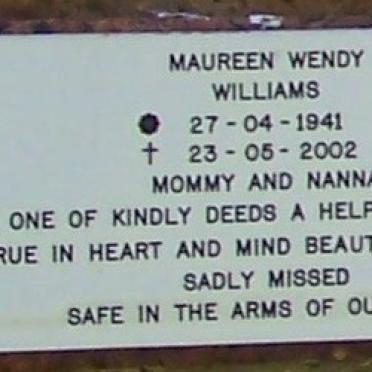 MAUREEN WENDY
WILLIAMS
27-04-1941
† 23-05-2002
MOMMY AND NANNA
ONE OF KINDLY DEEDS A HELP
RUE IN HEART AND MIND BEAUT
SADLY MISSED
SAFE IN THE ARMS OF OU